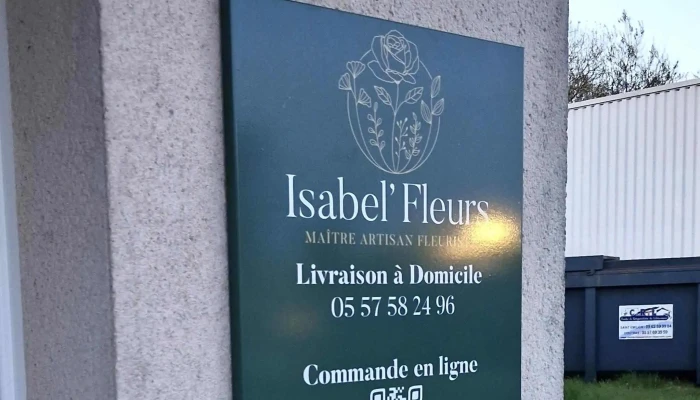 Isabel' Fleurs
MAÎTRE ARTISAN FLEURISTE
Livraison à Domicile
05 57 58 24 96
Commande en ligne